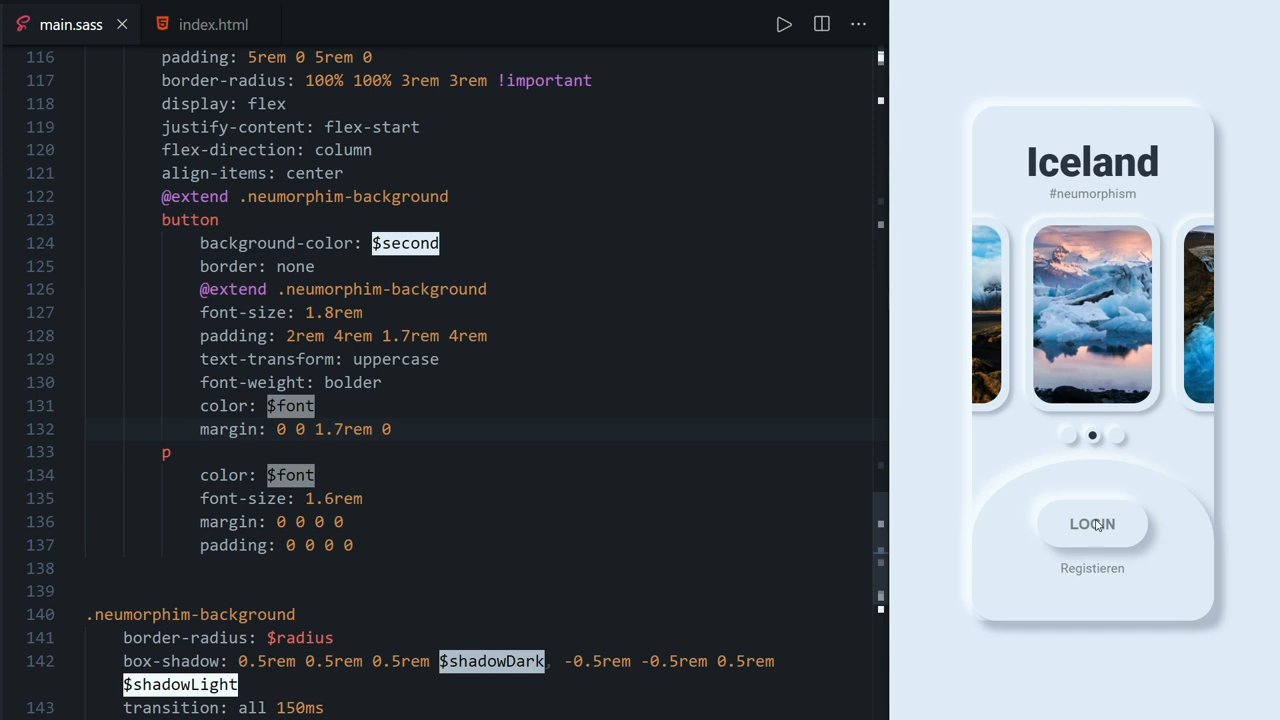 main.sass
index.html
116 padding: 5rem 0 5rem 0
117 border-radius: 100% 100% 3rem 3rem !important
118 display: flex
119 justify-content: flex-start
120 flex-direction: column
121 align-items: center
122 @extend .neumorphim-background
123 button
124 background-color: $second
125 border: none
126 @extend .neumorphim-background
127 font-size: 1.8rem
128 padding: 2rem 4rem 1.7rem 4rem
129 text-transform: uppercase
130 font-weight: bolder
131 color: $font
132 margin: 0 0 1.7rem 0
133 p
134 color: $font
135 font-size: 1.6rem
136 margin: 0 0 0 0
137 padding: 0 0 0 0
138
139
140 .neumorphim-background
141 border-radius: $radius
142 box-shadow: 0.5rem 0.5rem 0.5rem $shadowDark, -0.5rem -0.5rem 0.5rem
$shadowLight
143 transition: all 150ms
Iceland
#neumorphism
LOGIN
Registieren